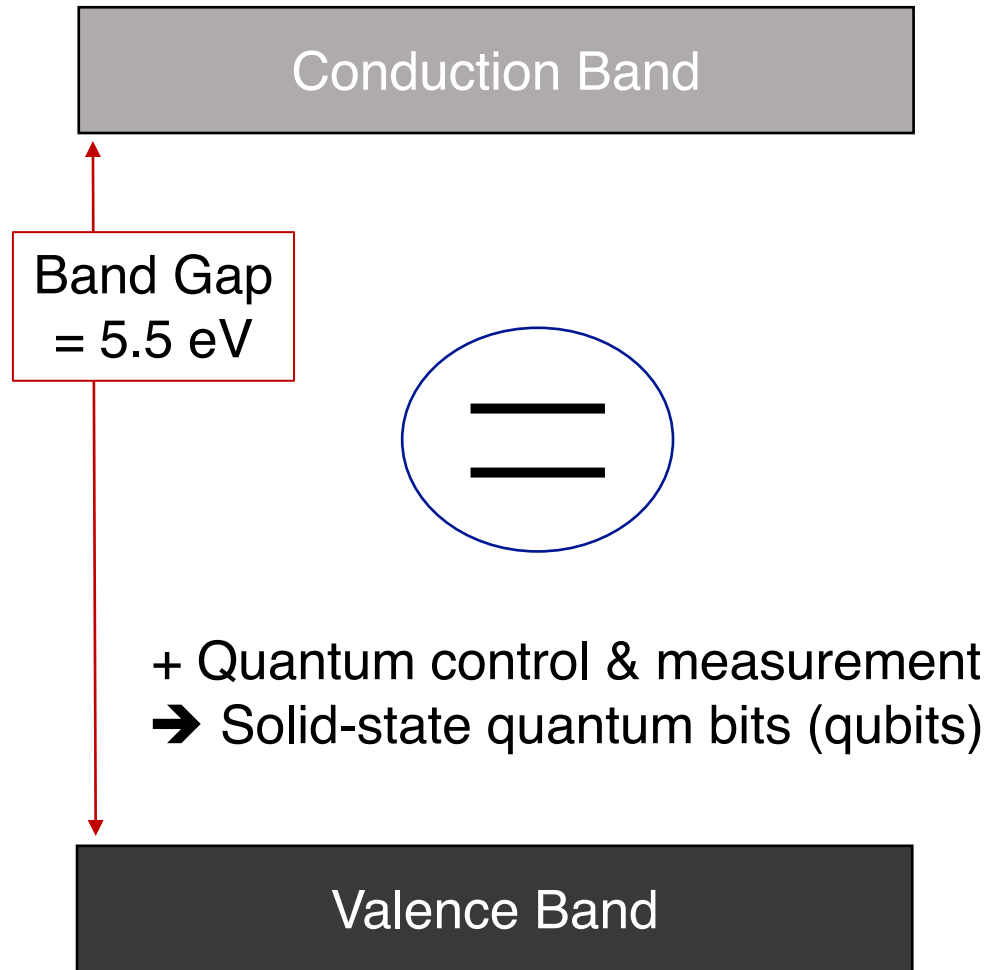 Conduction Band
Band Gap
= 5.5 eV
+ Quantum control & measurement
➔ Solid-state quantum bits (qubits)
Valence Band